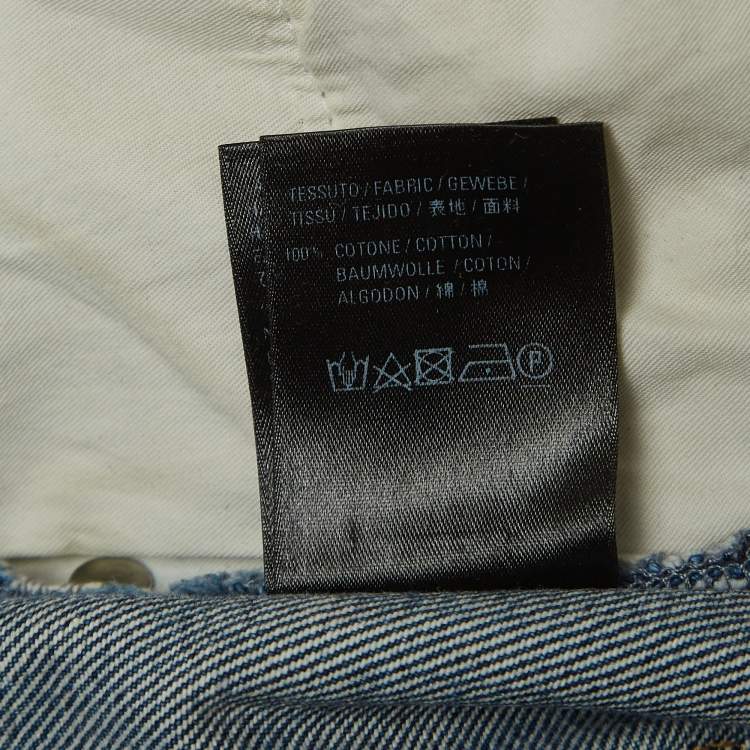 TESSUTO / FABRIC / GEWEBE /
TISSU / TEJIDO / 表地 / 面料
100% COTONE / COTTON /
BAUMWOLLE / COTON /
ALGODON / 綿 / 棉
P